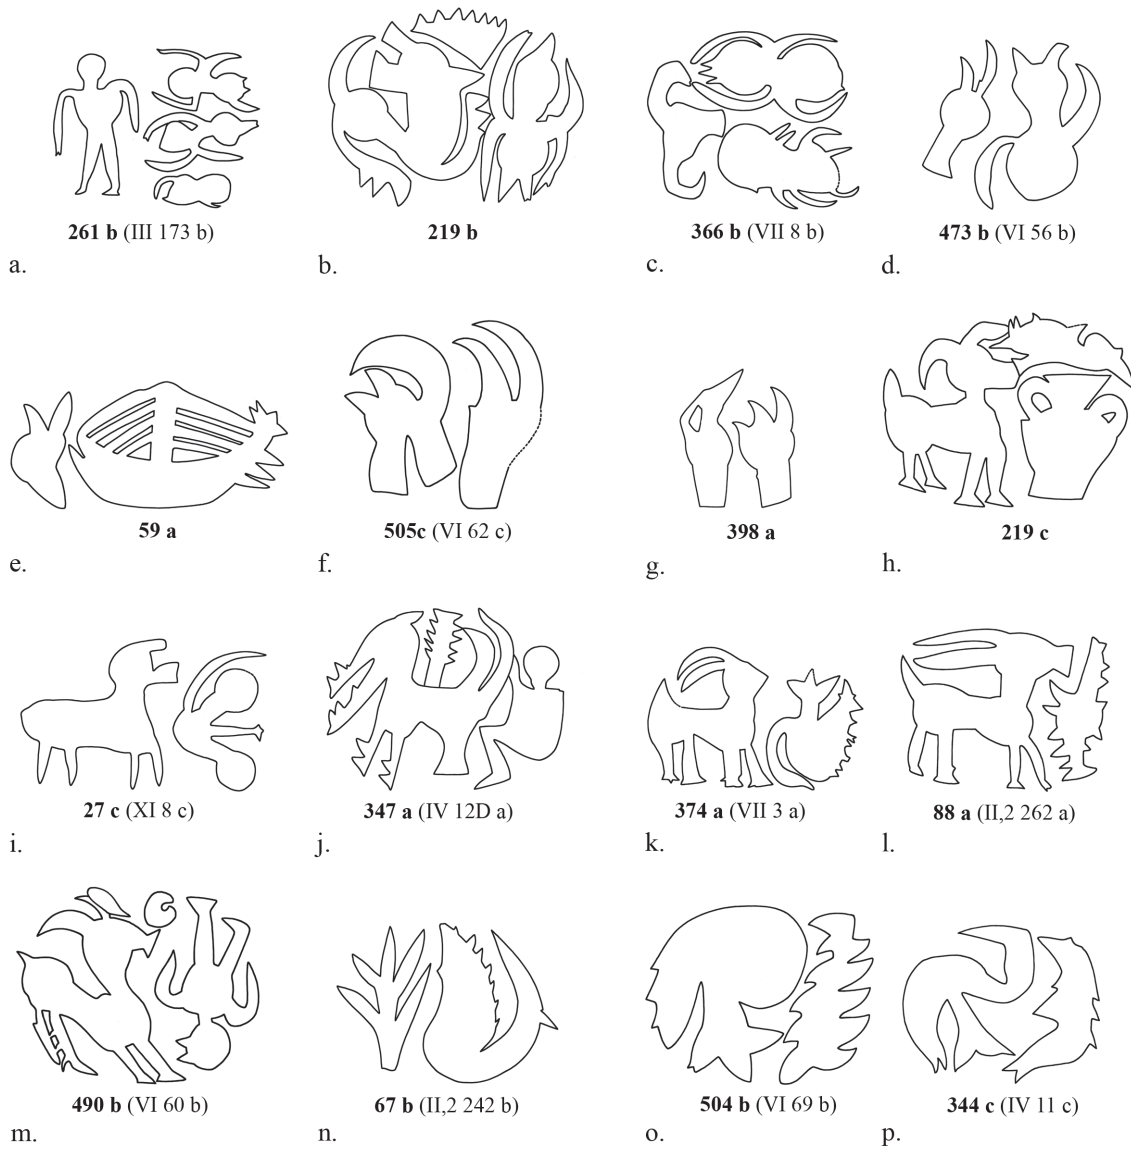 261 b (III 173 b)
219 b
366 b (VII 8 b)
473 b (VI 56 b)
a.
b.
c.
d.
59 a
505c (VI 62 c)
398 a
219 c
e.
f.
g.
h.
27 c (XI 8 c)
347 a (IV 12D a)
374 a (VII 3 a)
88 a (II,2 262 a)
i.
j.
k.
l.
490 b (VI 60 b)
67 b (II,2 242 b)
504 b (VI 69 b)
344 c (IV 11 c)
m.
n.
o.
p.